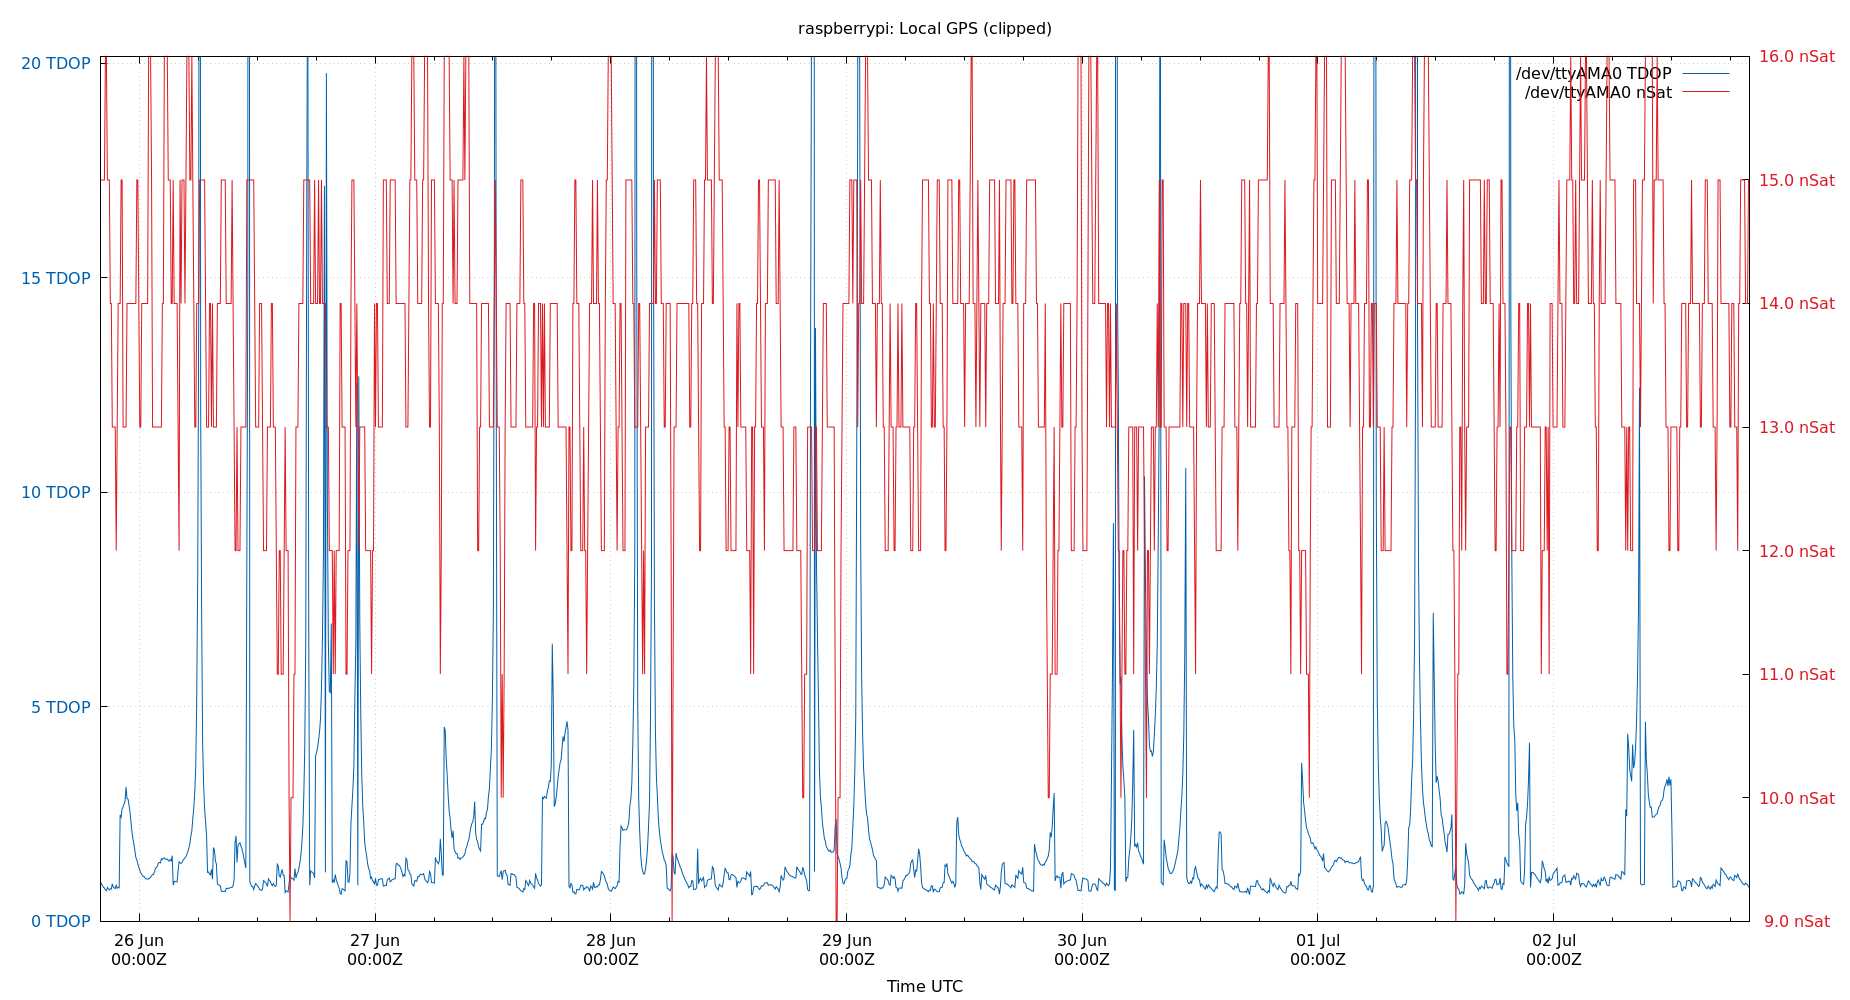 raspberrypi: Local GPS (clipped)
20 TDOP
15 TDOP
10 TDOP
5 TDOP
0 TDOP
16.0 nSat
15.0 nSat
14.0 nSat
13.0 nSat
12.0 nSat
11.0 nSat
10.0 nSat
9.0 nSat
/dev/ttyAMA0 TDOP
/dev/ttyAMA0 nSat
26 Jun
00:00Z
27 Jun
00:00Z
28 Jun
00:00Z
29 Jun
00:00Z
30 Jun
00:00Z
01 Jul
00:00Z
02 Jul
00:00Z
Time UTC